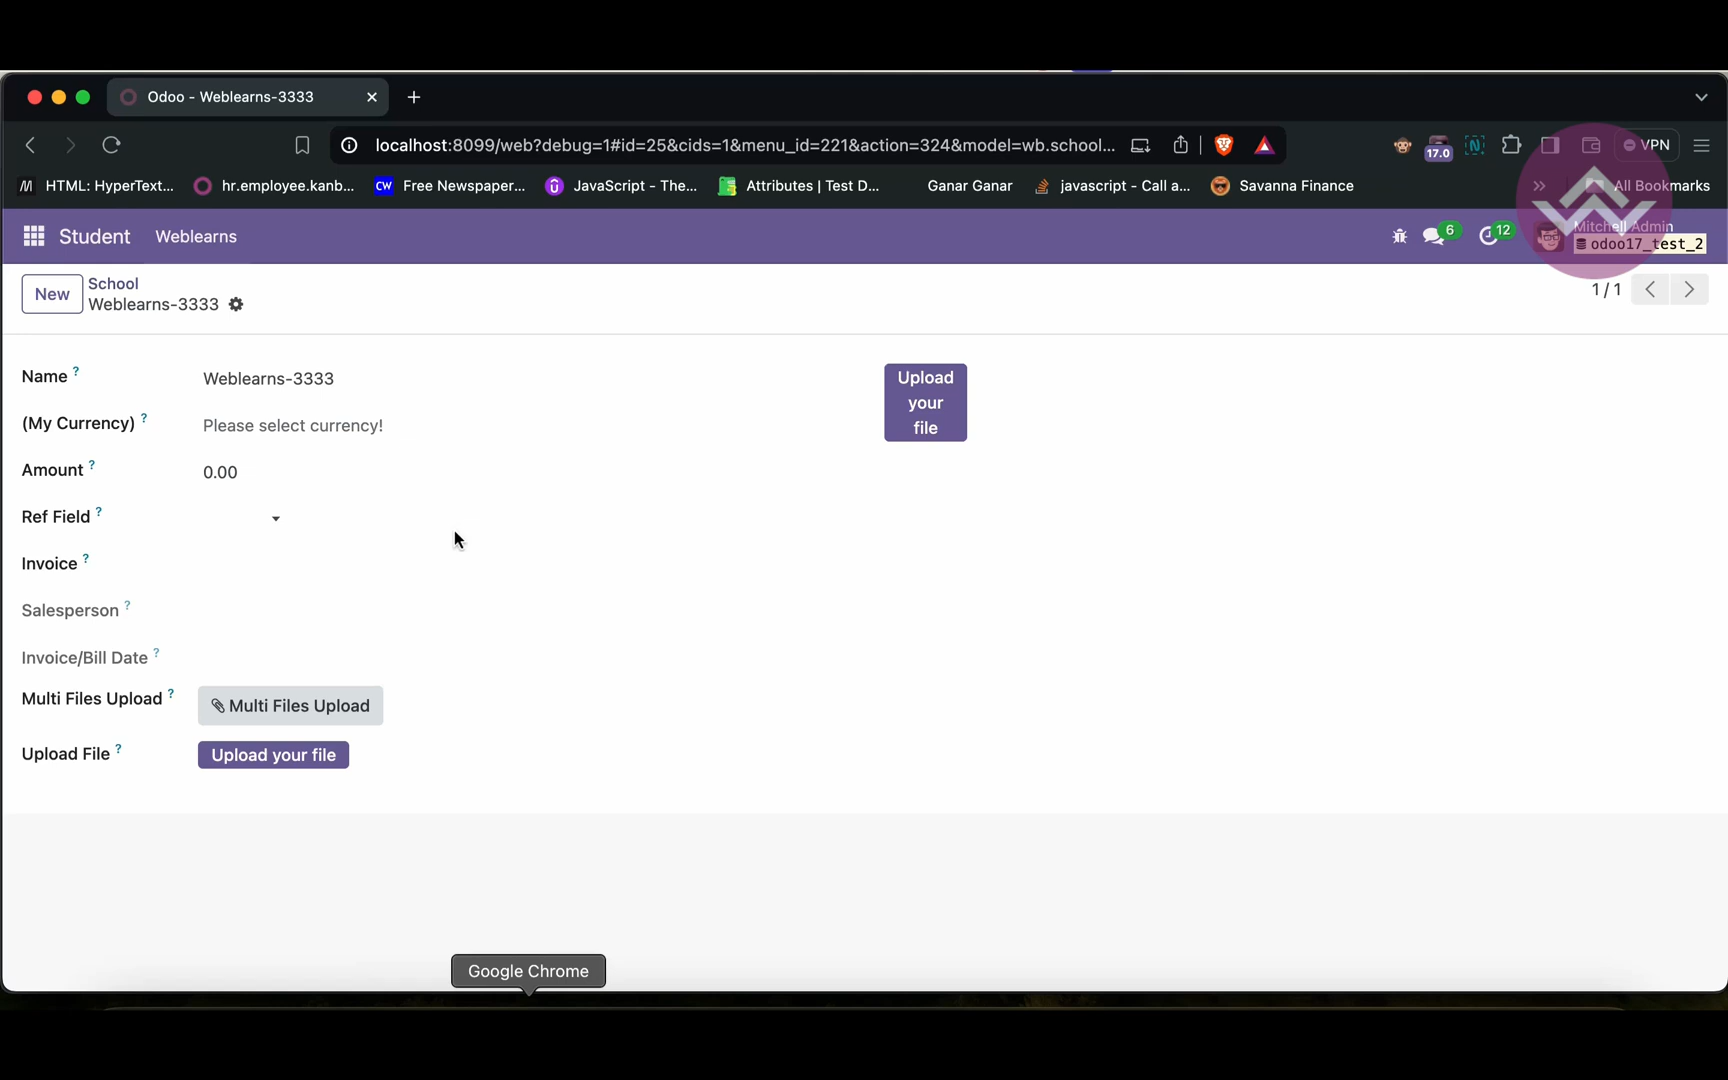 Odoo - Weblearns-3333
localhost:8099/web?debug=1#id=25&cids=1&menu_id=221&action=324&model=wb.school...
17.0
VPN
HTML: HyperText...
hr.employee.kanb...
CW Free Newspaper...
JavaScript - The...
Attributes | Test D...
Ganar Ganar
javascript - Call a...
Savanna Finance
All Bookmarks
Student
Weblearns
6
12
Mitchell Admin
odoo17_test_2
New
School
Weblearns-3333
1 / 1
Name ?
Weblearns-3333
Upload
your
file
(My Currency) ?
Please select currency!
Amount ?
0.00
Ref Field ?
Invoice ?
Salesperson ?
Invoice/Bill Date ?
Multi Files Upload ?
Multi Files Upload
Upload File ?
Upload your file
Google Chrome